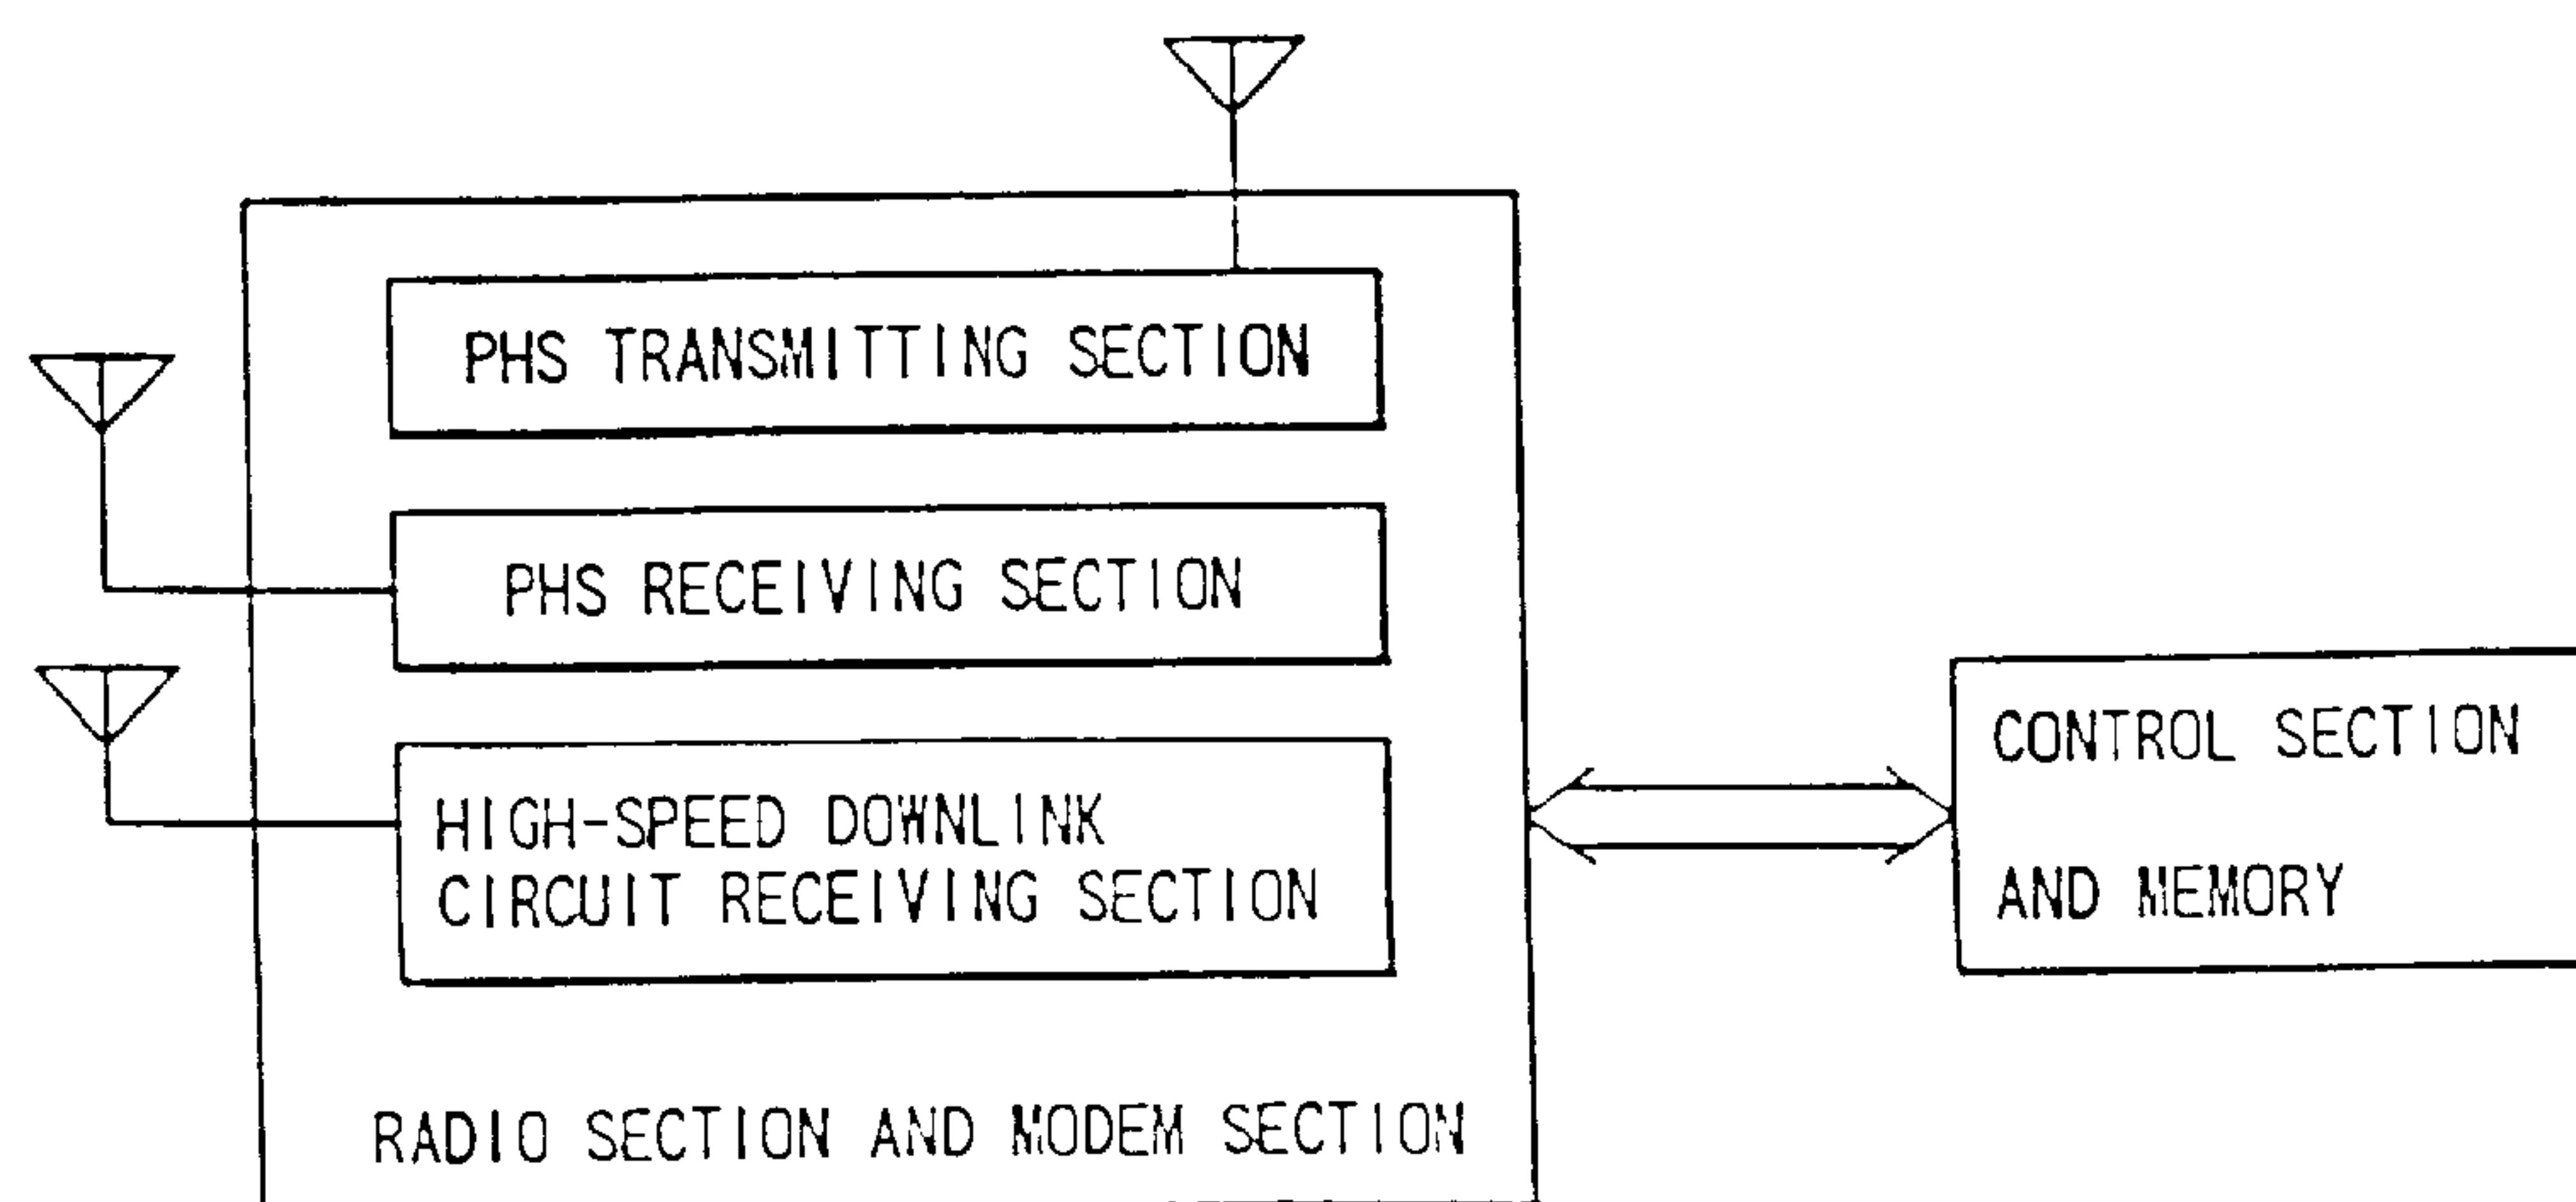 PHS TRANSMITTING SECTION
PHS RECEIVING SECTION
HIGH-SPEED DOWNLINK
CIRCUIT RECEIVING SECTION
RADIO SECTION AND MODEM SECTION
CONTROL SECTION
AND MEMORY